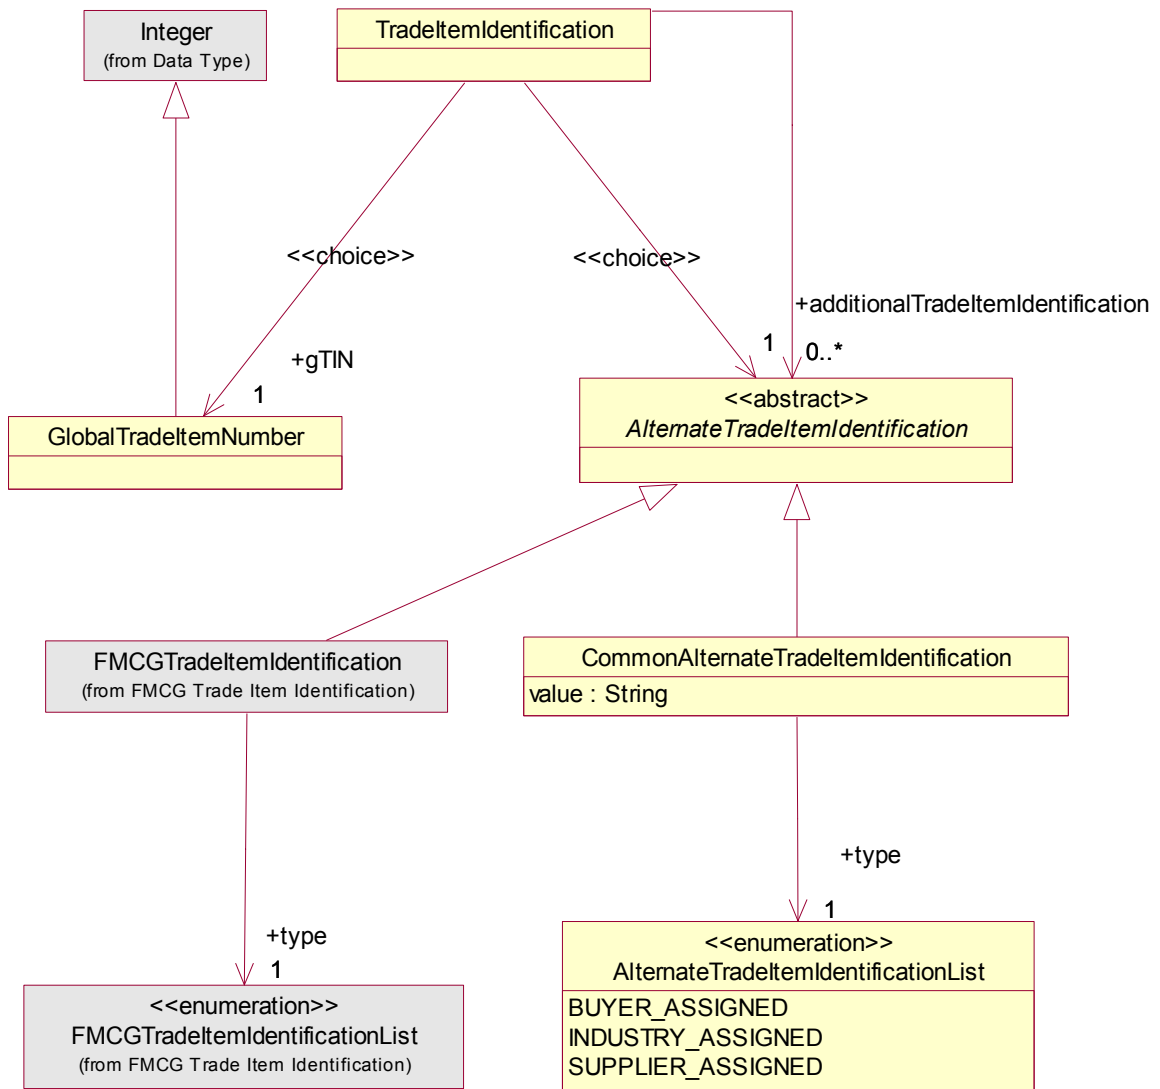 Integer
(from Data Type)
TradeItemIdentification
<<choice>>
<<choice>>
+additionalTradeItemIdentification
1
0..*
+gTIN
1
GlobalTradeItemNumber
<<abstract>>
AlternateTradeItemIdentification
FMCGTradeItemIdentification
(from FMCG Trade Item Identification)
CommonAlternateTradeItemIdentification
value : String
+type
1
+type
1
<<enumeration>>
FMCGTradeItemIdentificationList
(from FMCG Trade Item Identification)
<<enumeration>>
AlternateTradeItemIdentificationList
BUYER_ASSIGNED
INDUSTRY_ASSIGNED
SUPPLIER_ASSIGNED